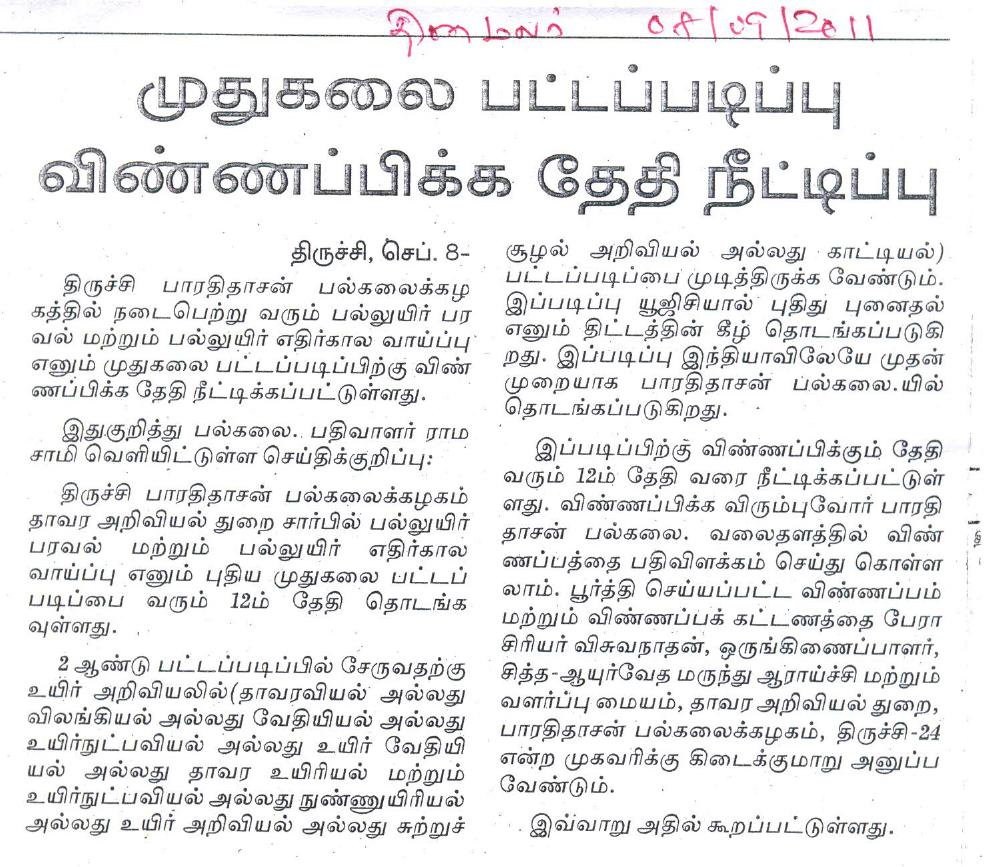 தினமலர் 08/09/2011
முதுகலை பட்டப்படிப்பு
விண்ணப்பிக்க தேதி நீட்டிப்பு
திருச்சி, செப். 8-
திருச்சி பாரதிதாசன் பல்கலைக்கழ
கத்தில் நடைபெற்று வரும் பல்லுயிர் பர
வல் மற்றும் பல்லுயிர் எதிர்கால வாய்ப்பு
எனும் முதுகலை பட்டப்படிப்பிற்கு விண்
ணப்பிக்க தேதி நீட்டிக்கப்பட்டுள்ளது.
இதுகுறித்து பல்கலை. பதிவாளர் ராம
சாமி வெளியிட்டுள்ள செய்திக்குறிப்பு:
திருச்சி பாரதிதாசன் பல்கலைக்கழகம்
தாவர அறிவியல் துறை சார்பில் பல்லுயிர்
பரவல் மற்றும் பல்லுயிர் எதிர்கால
வாய்ப்பு எனும் புதிய முதுகலை பட்டப்
படிப்பை வரும் 12ம் தேதி தொடங்க
வுள்ளது.
2 ஆண்டு பட்டப்படிப்பில் சேருவதற்கு
உயிர் அறிவியலில்(தாவரவியல் அல்லது
விலங்கியல் அல்லது வேதியியல் அல்லது
உயிர்நுட்பவியல் அல்லது உயிர் வேதியி
யல் அல்லது தாவர உயிரியல் மற்றும்
உயிர்நுட்பவியல் அல்லது நுண்ணுயிரியல்
அல்லது உயிர் அறிவியல் அல்லது சுற்றுச்
சூழல் அறிவியல் அல்லது காட்டியல்)
பட்டப்படிப்பை முடித்திருக்க வேண்டும்.
இப்படிப்பு யூஜிசியால் புதிது புனைதல்
எனும் திட்டத்தின் கீழ் தொடங்கப்படுகி
றது. இப்படிப்பு இந்தியாவிலேயே முதன்
முறையாக பாரதிதாசன் பல்கலை.யில்
தொடங்கப்படுகிறது.
இப்படிப்பிற்கு விண்ணப்பிக்கும் தேதி
வரும் 12ம் தேதி வரை நீட்டிக்கப்பட்டுள்
ளது. விண்ணப்பிக்க விரும்புவோர் பாரதி
தாசன் பல்கலை. வலைதளத்தில் விண்
ணப்பத்தை பதிவிளக்கம் செய்து கொள்ள
லாம். பூர்த்தி செய்யப்பட்ட விண்ணப்பம்
மற்றும் விண்ணப்பக் கட்டணத்தை பேரா
சிரியர் விசுவநாதன், ஒருங்கிணைப்பாளர்,
சித்த-ஆயுர்வேத மருந்து ஆராய்ச்சி மற்றும்
வளர்ப்பு மையம், தாவர அறிவியல் துறை,
பாரதிதாசன் பல்கலைக்கழகம், திருச்சி-24
என்ற முகவரிக்கு கிடைக்குமாறு அனுப்ப
வேண்டும்.
இவ்வாறு அதில் கூறப்பட்டுள்ளது.